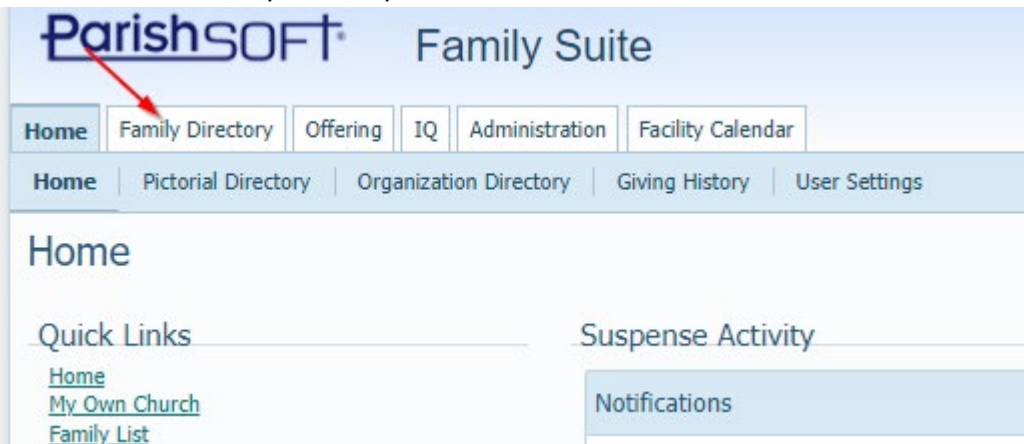 ParishSOFT Family Suite
Home Family Directory Offering IQ Administration Facility Calendar
Home Pictorial Directory Organization Directory Giving History User Settings
Home
Quick Links Suspense Activity
Home
My Own Church Notifications
Family List